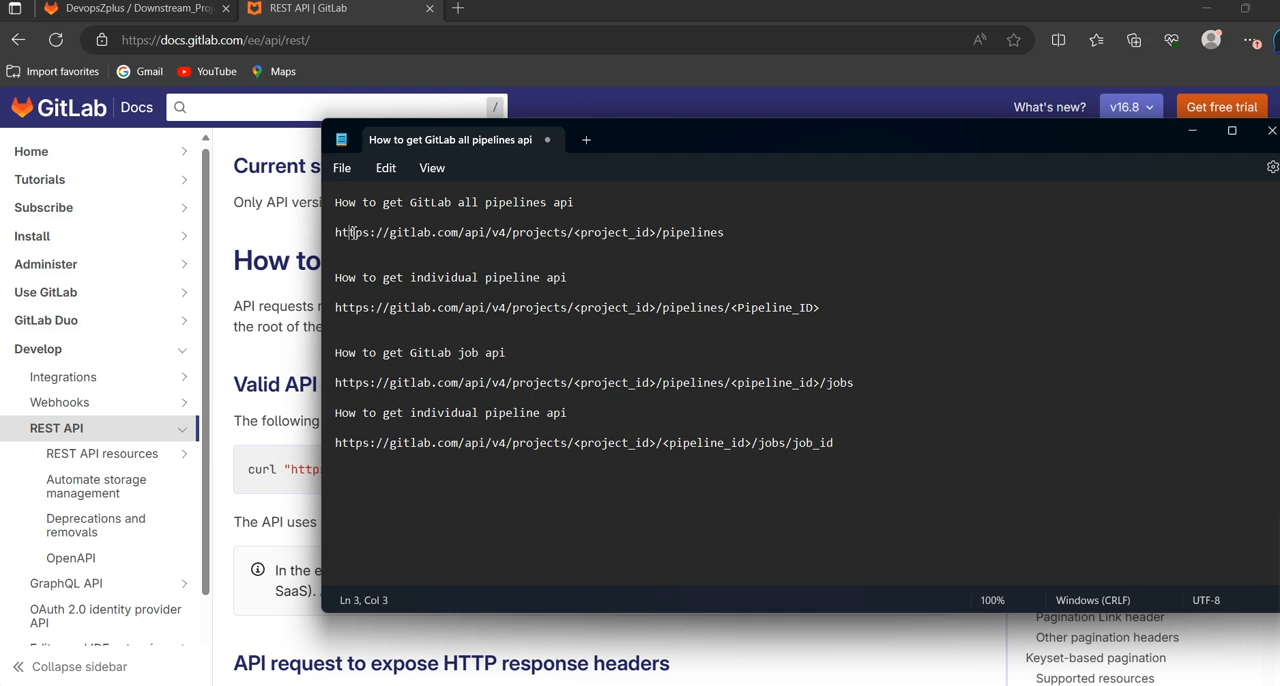 DevopsZplus / Downstream_Proj
REST API | GitLab
https://docs.gitlab.com/ee/api/rest/
Import favorites
Gmail
YouTube
Maps
GitLab Docs
/
What's new?
v16.8
Get free trial
Home
Tutorials
Subscribe
Install
Administer
Use GitLab
GitLab Duo
Develop
Integrations
Webhooks
REST API
REST API resources
Automate storage
management
Deprecations and
removals
OpenAPI
GraphQL API
OAuth 2.0 identity provider
API
Collapse sidebar
Current s
Only API versi
How to
API requests
the root of the
Valid API
The following
curl "http
The API uses
In the e
SaaS).
API request to expose HTTP response headers
How to get GitLab all pipelines api
File Edit View
How to get GitLab all pipelines api
https://gitlab.com/api/v4/projects/<project_id>/pipelines
How to get individual pipeline api
https://gitlab.com/api/v4/projects/<project_id>/pipelines/<Pipeline_ID>
How to get GitLab job api
https://gitlab.com/api/v4/projects/<project_id>/pipelines/<pipeline_id>/jobs
How to get individual pipeline api
https://gitlab.com/api/v4/projects/<project_id>/<pipeline_id>/jobs/job_id
Ln 3, Col 3
100%
Windows (CRLF)
UTF-8
Pagination Link header
Other pagination headers
Keyset-based pagination
Supported resources